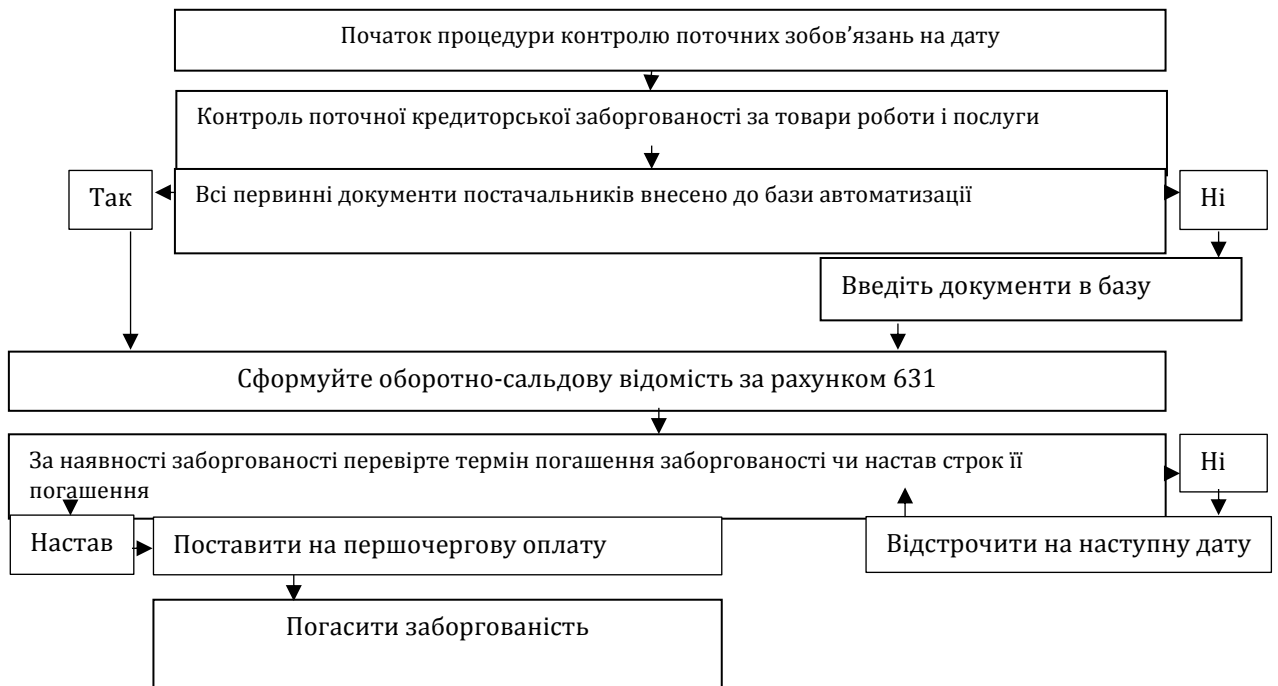 Початок процедури контролю поточних зобов’язань на дату
Контроль поточної кредиторської заборгованості за товари роботи і послуги
Так
Всі первинні документи постачальників внесено до бази автоматизації
Ні
Введіть документи в базу
Сформуйте оборотно-сальдову відомість за рахунком 631
За наявності заборгованості перевірте термін погашення заборгованості чи настав строк її
погашення
Ні
Настав
Поставити на першочергову оплату
Відстрочити на наступну дату
Погасити заборгованість